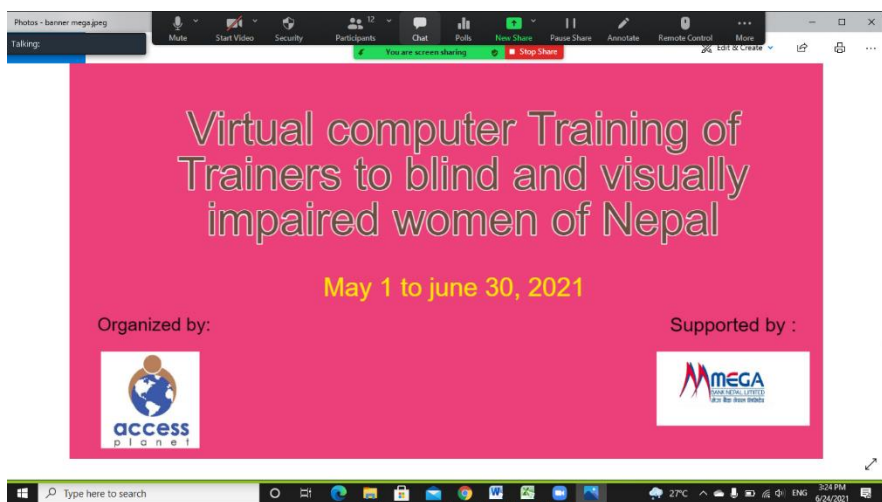 Photos - banner mega.jpeg
Talking:
Mute
Start Video
Security
12
Participants
Chat
Polls
New Share
Pause Share
Annotate
Remote Control
More
You are screen sharing
Stop Share
Edit & Create
Virtual computer Training of
Trainers to blind and visually
impaired women of Nepal
May 1 to june 30, 2021
Organized by:
Supported by :
access
planet
MEGA
BANK NEPAL LIMITED
Type here to search
27°C
ENG
3:24 PM
6/24/2021